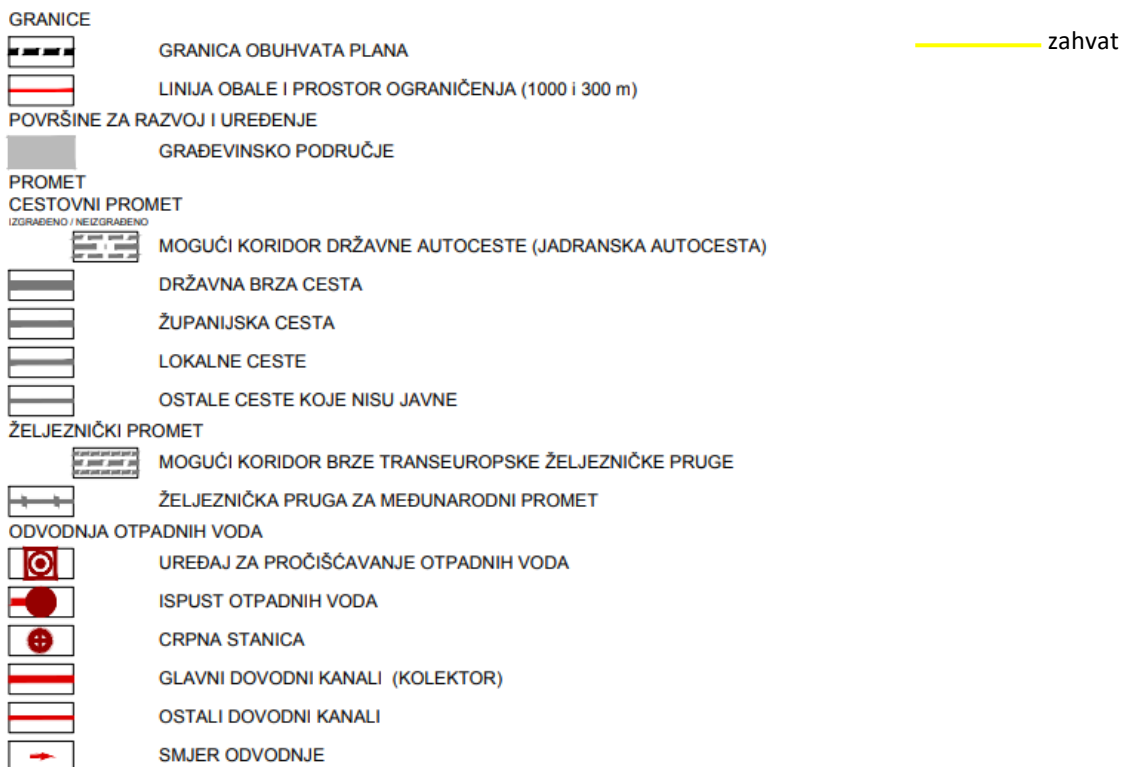 GRANICE
GRANICA OBUHVATA PLANA
zahvat
LINIJA OBALE I PROSTOR OGRANIČENJA (1000 i 300 m)
POVRŠINE ZA RAZVOJ I UREĐENJE
GRAĐEVINSKO PODRUČJE
PROMET
CESTOVNI PROMET
IZGRAĐENO / NEIZGRAĐENO
MOGUĆI KORIDOR DRŽAVNE AUTOCESTE (JADRANSKA AUTOCESTA)
DRŽAVNA BRZA CESTA
ŽUPANIJSKA CESTA
LOKALNE CESTE
OSTALE CESTE KOJE NISU JAVNE
ŽELJEZNIČKI PROMET
MOGUĆI KORIDOR BRZE TRANSEUROPSKE ŽELJEZNIČKE PRUGE
ŽELJEZNIČKA PRUGA ZA MEĐUNARODNI PROMET
ODVODNJA OTPADNIH VODA
UREĐAJ ZA PROČIŠĆAVANJE OTPADNIH VODA
ISPUST OTPADNIH VODA
CRPNA STANICA
GLAVNI DOVODNI KANALI (KOLEKTOR)
OSTALI DOVODNI KANALI
SMJER ODVODNJE